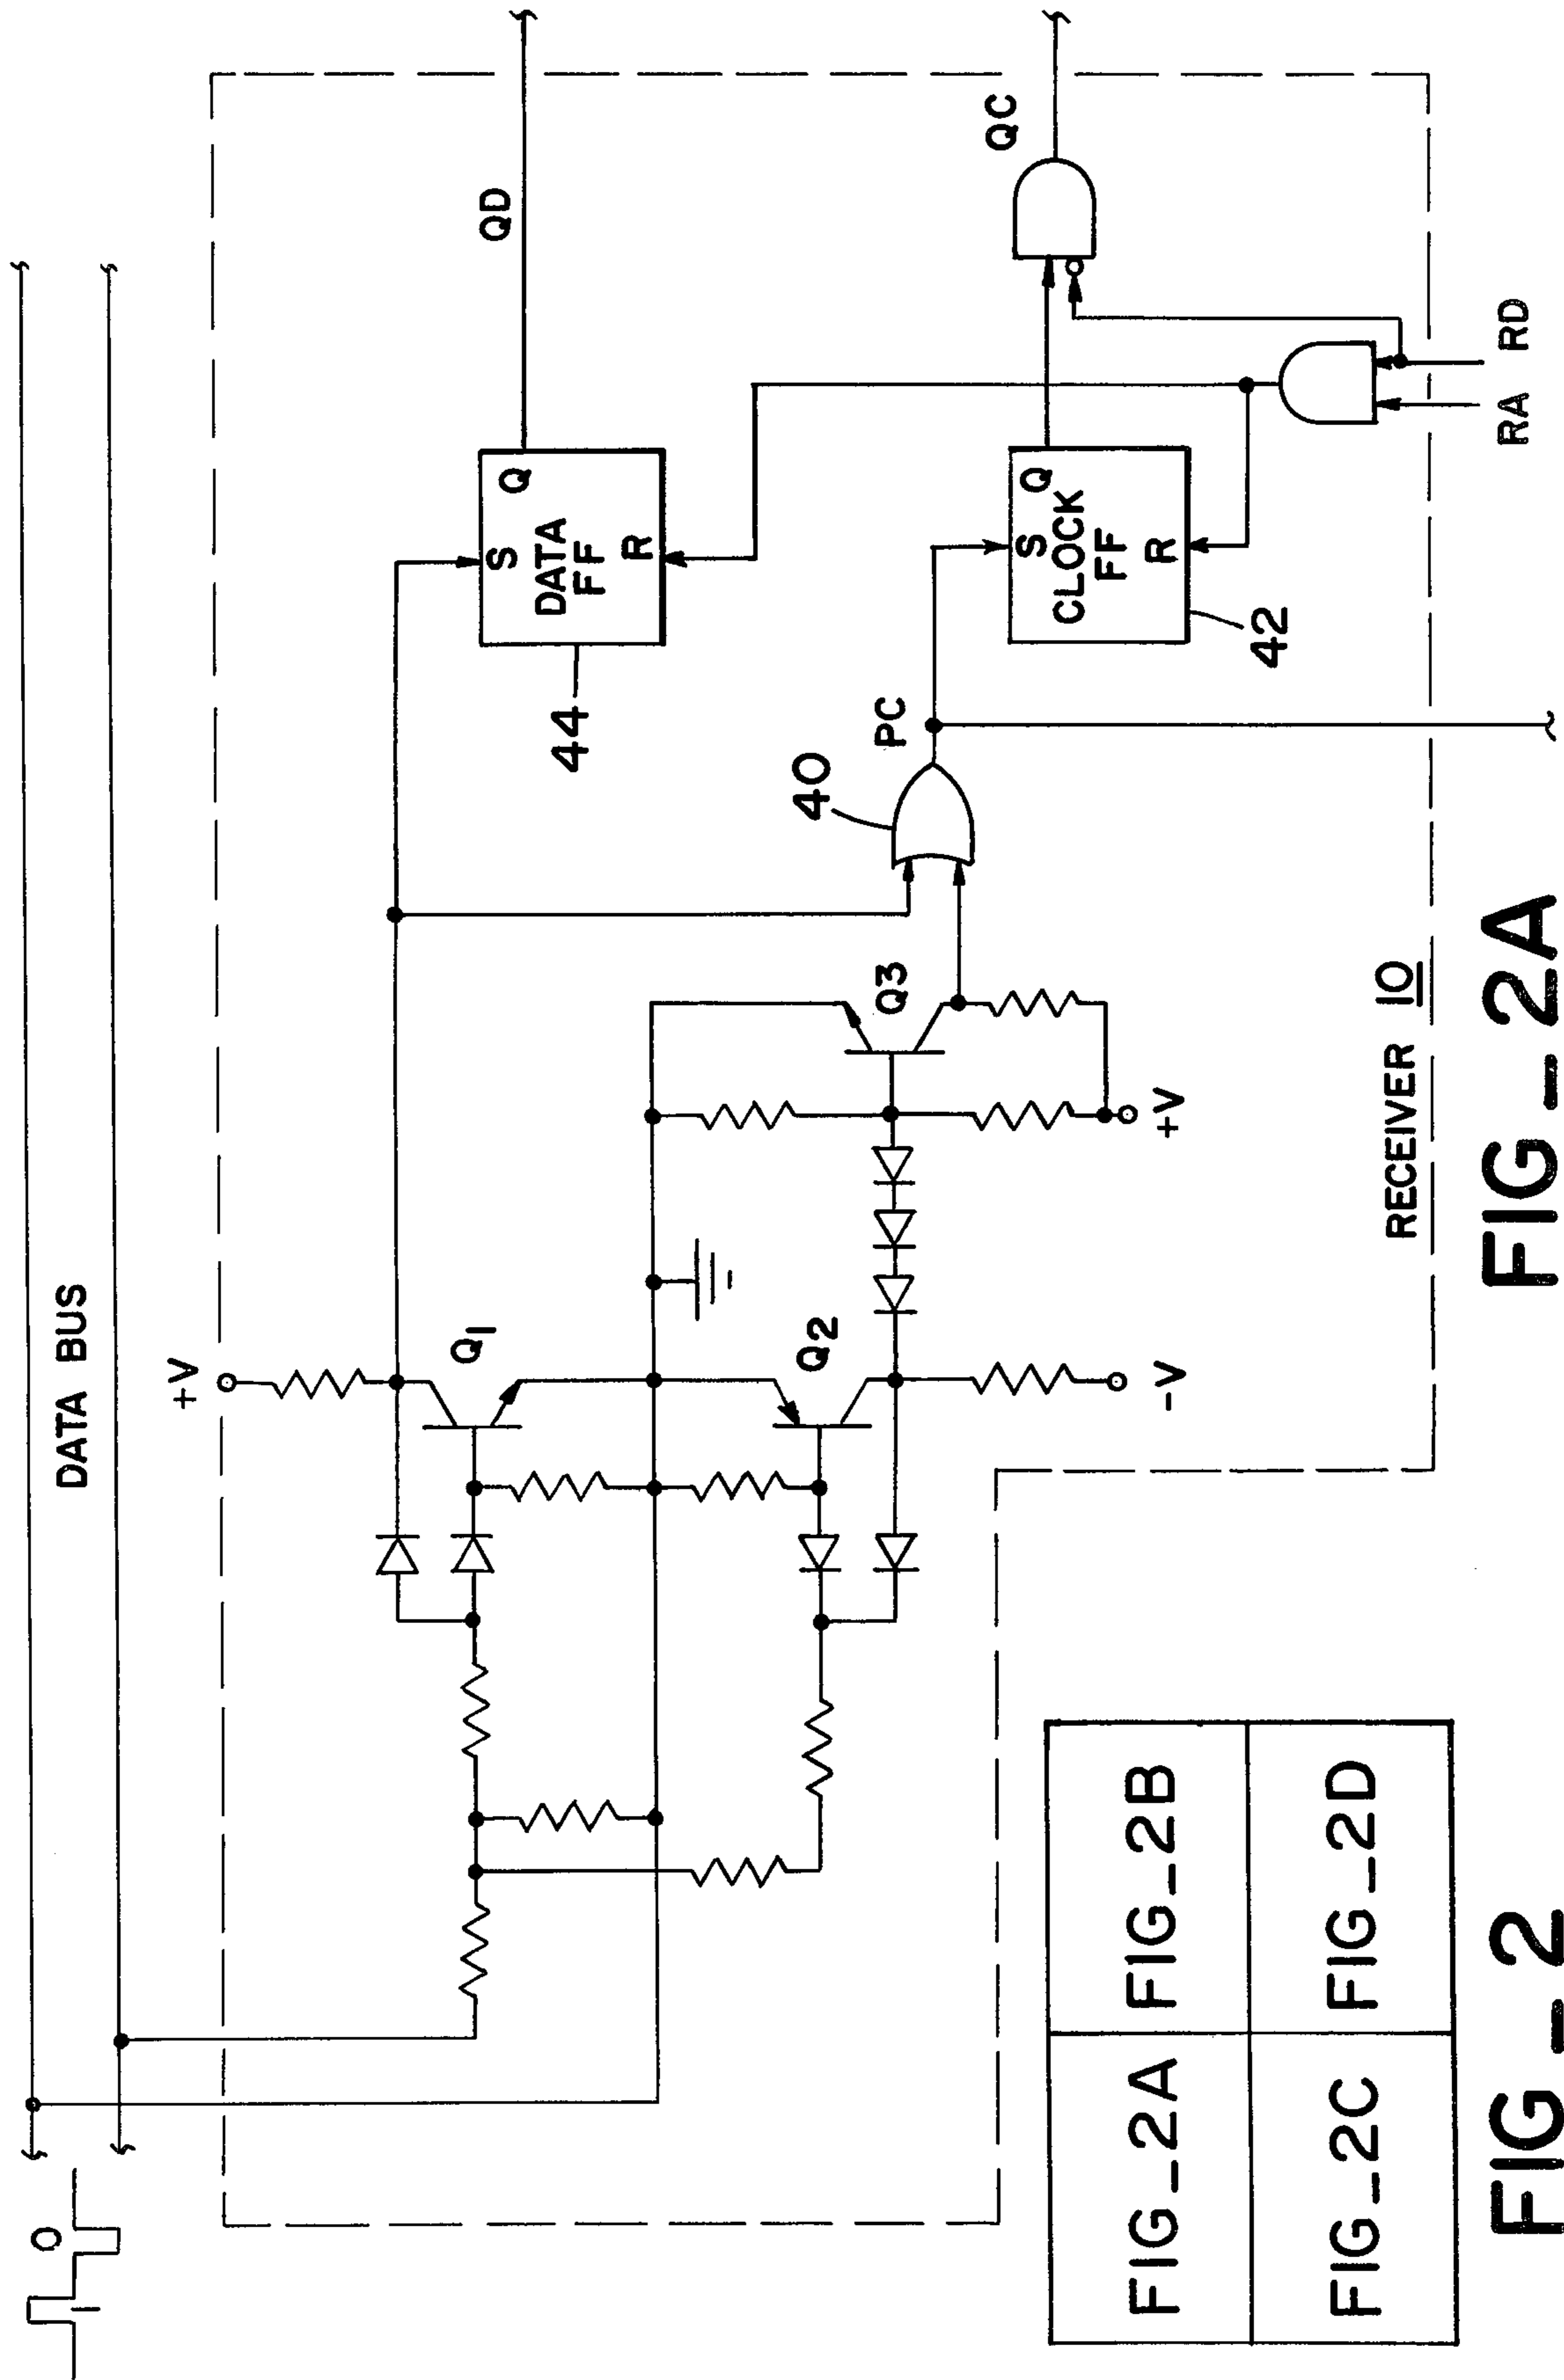 1
0
DATA BUS
+V
Q1
QD
S
Q
DATA
FF
R
44
Q2
Q3
-V
+V
40
PC
S
Q
CLOCK
FF
R
42
QC
RA
RD
RECEIVER 10
FIG_2A
FIG_2A FIG_2B
FIG_2C FIG_2D
FIG_2